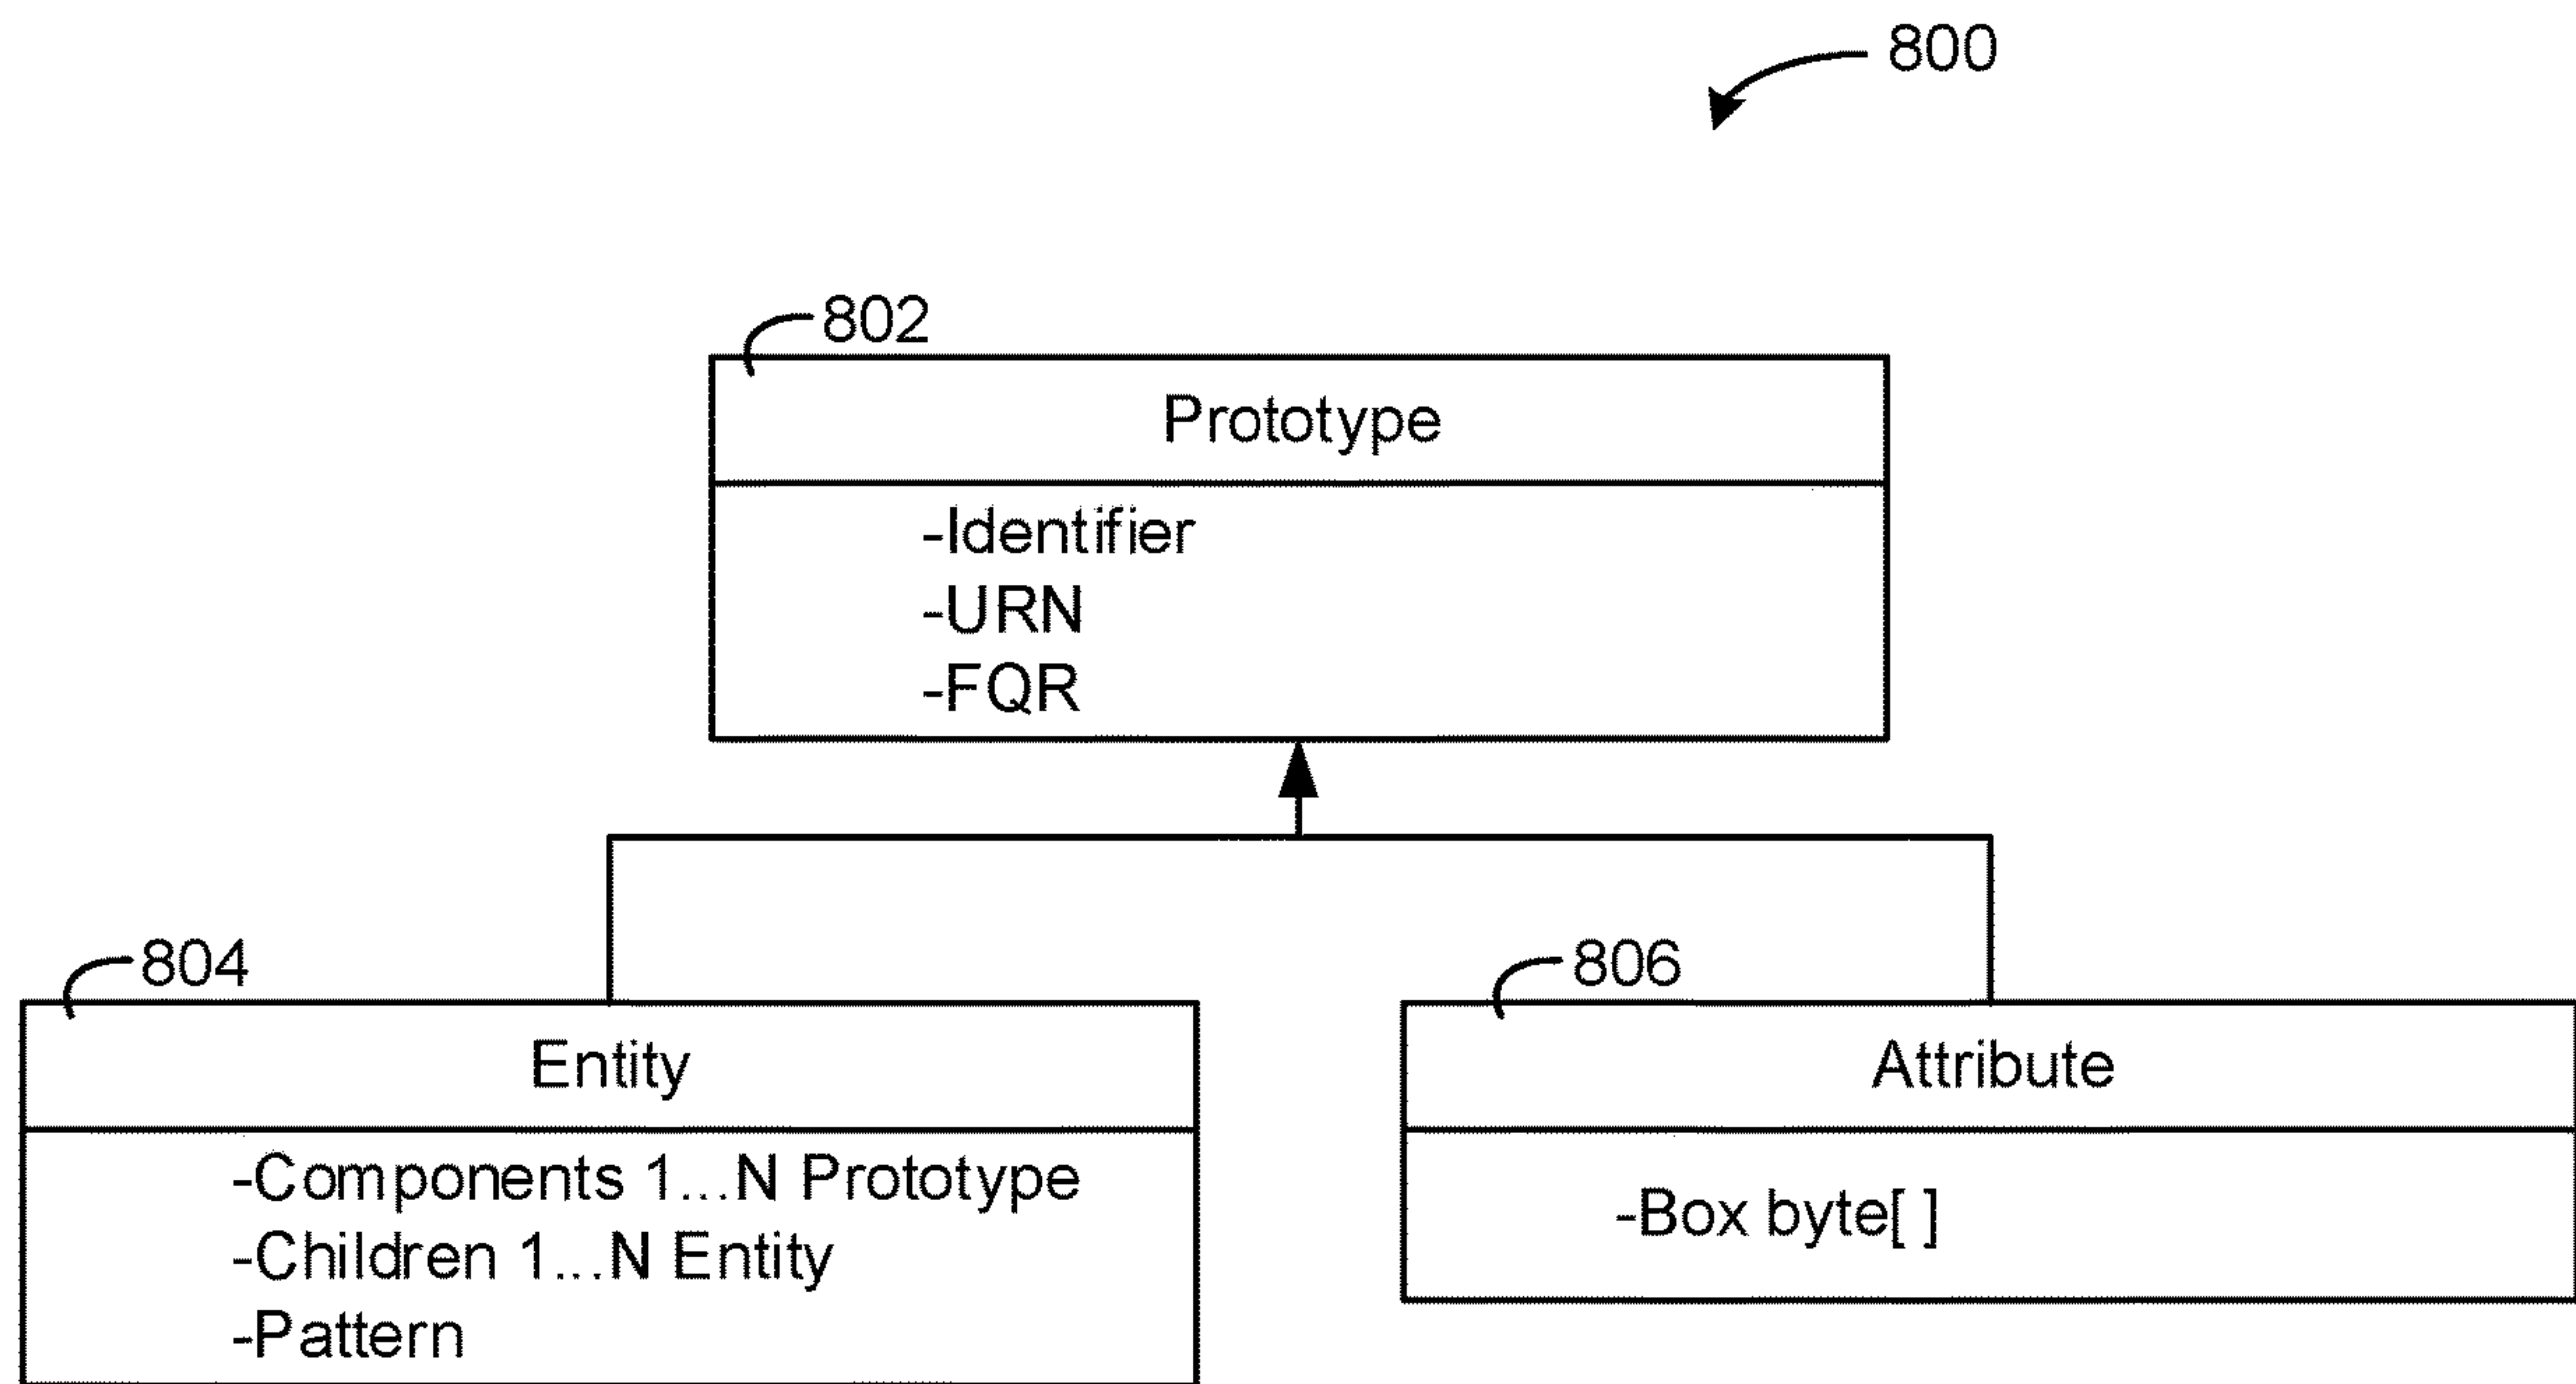 800
802
Prototype
-Identifier
-URN
-FQR
804
Entity
-Components 1...N Prototype
-Children 1...N Entity
-Pattern
806
Attribute
-Box byte[ ]